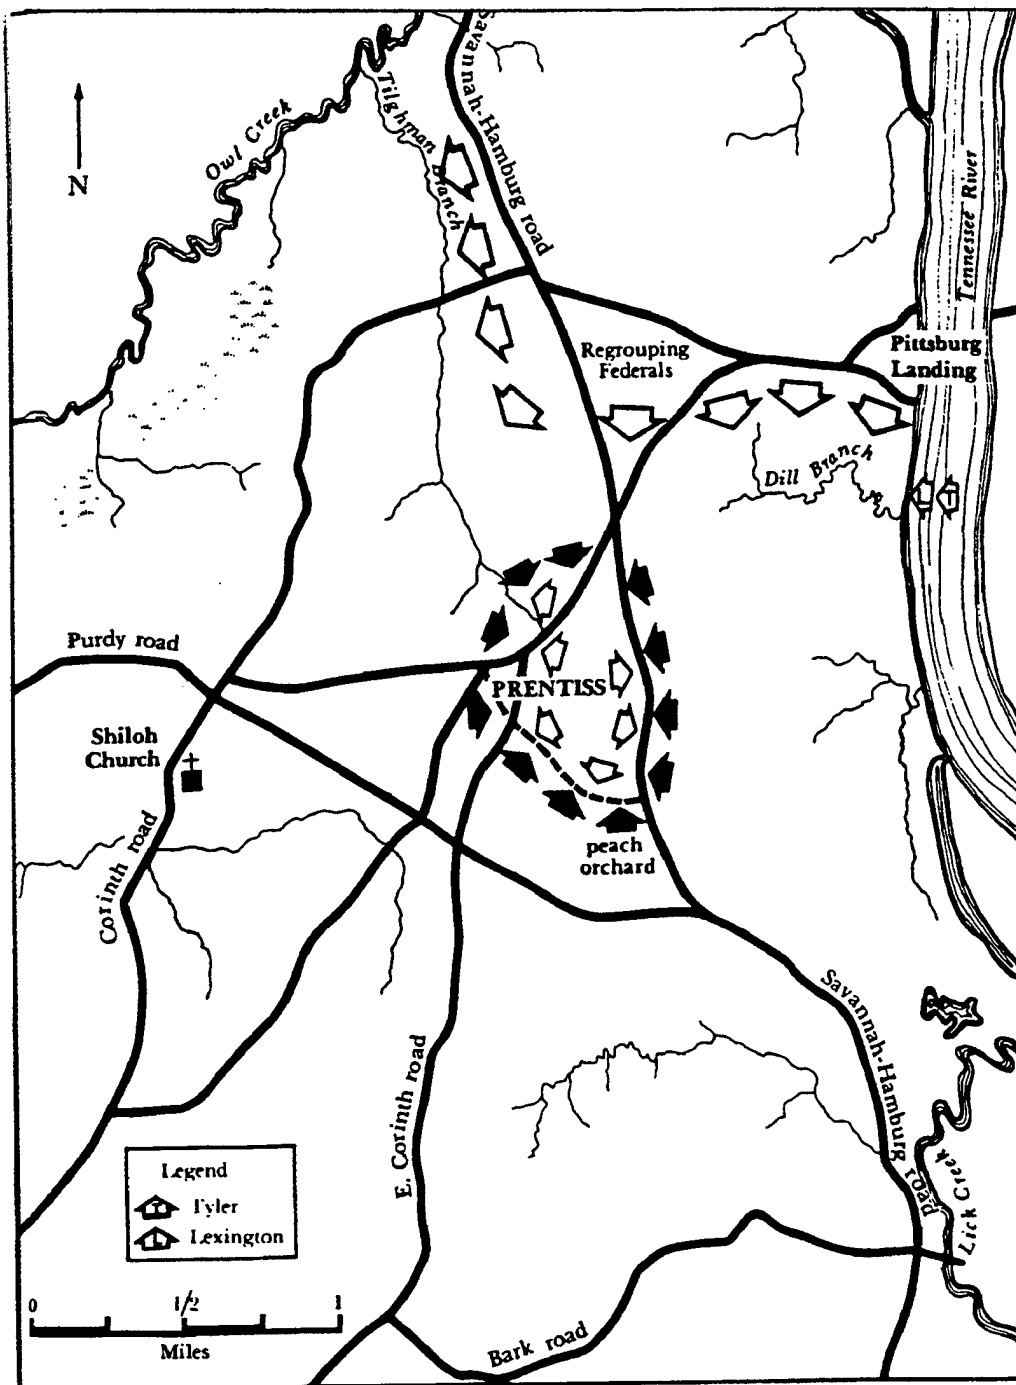 Savannah-Hamburg road
Owl Creek
Tilghman Branch
N
Tennessee River
Regrouping
Federals
Pittsburg
Landing
Dill Branch
L
T
Purdy road
PRENTISS
Shiloh
Church
peach
orchard
Corinth road
Savannah-Hamburg road
E. Corinth road
Lick Creek
Legend
T
Tyler
L
Lexington
0
1/2
1
Miles
Bark road